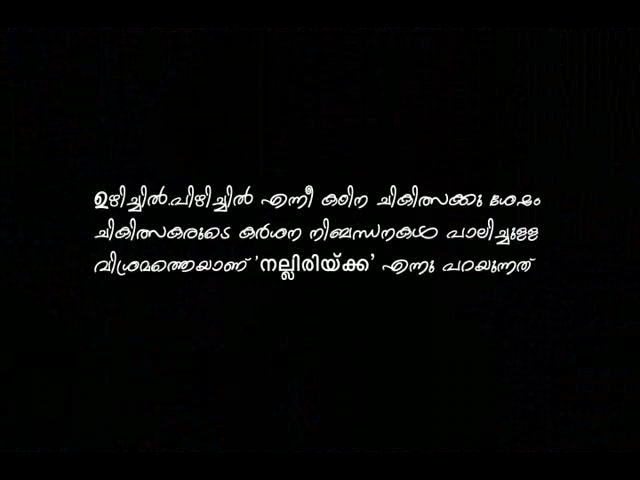 ഉഴിച്ചിൽ.പിഴിച്ചിൽ എന്നീ കഠിന ചികിത്സക്കു ശേഷം
ചികിത്സകരുടെ കർശന നിബന്ധനകൾ പാലിച്ചുള്ള
വിശ്രമത്തെയാണ് 'നല്ലിരിയ്ക്ക' എന്നു പറയുന്നത്